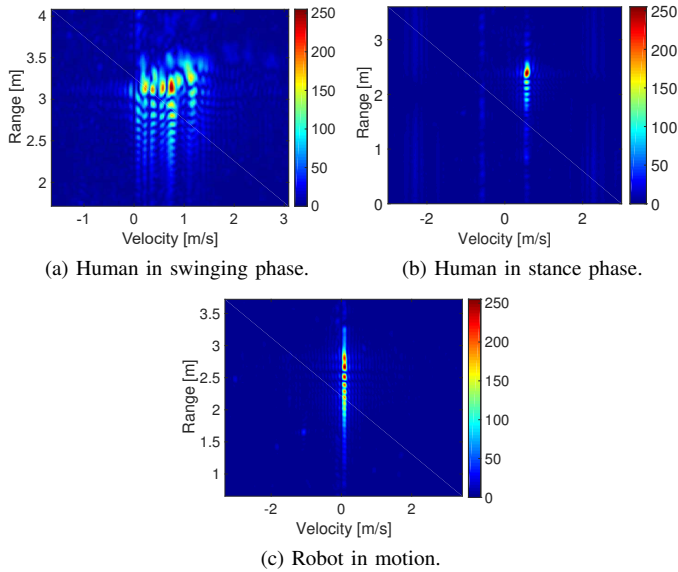 4
3.5
3
2.5
2
Range [m]
-1 0 1 2 3
Velocity [m/s]
250
200
150
100
50
0
(a) Human in swinging phase.
3
2
1
0
Range [m]
-2 0 2
Velocity [m/s]
250
200
150
100
50
0
(b) Human in stance phase.
3.5
3
2.5
2
1.5
1
Range [m]
-2 0 2
Velocity [m/s]
250
200
150
100
50
0
(c) Robot in motion.